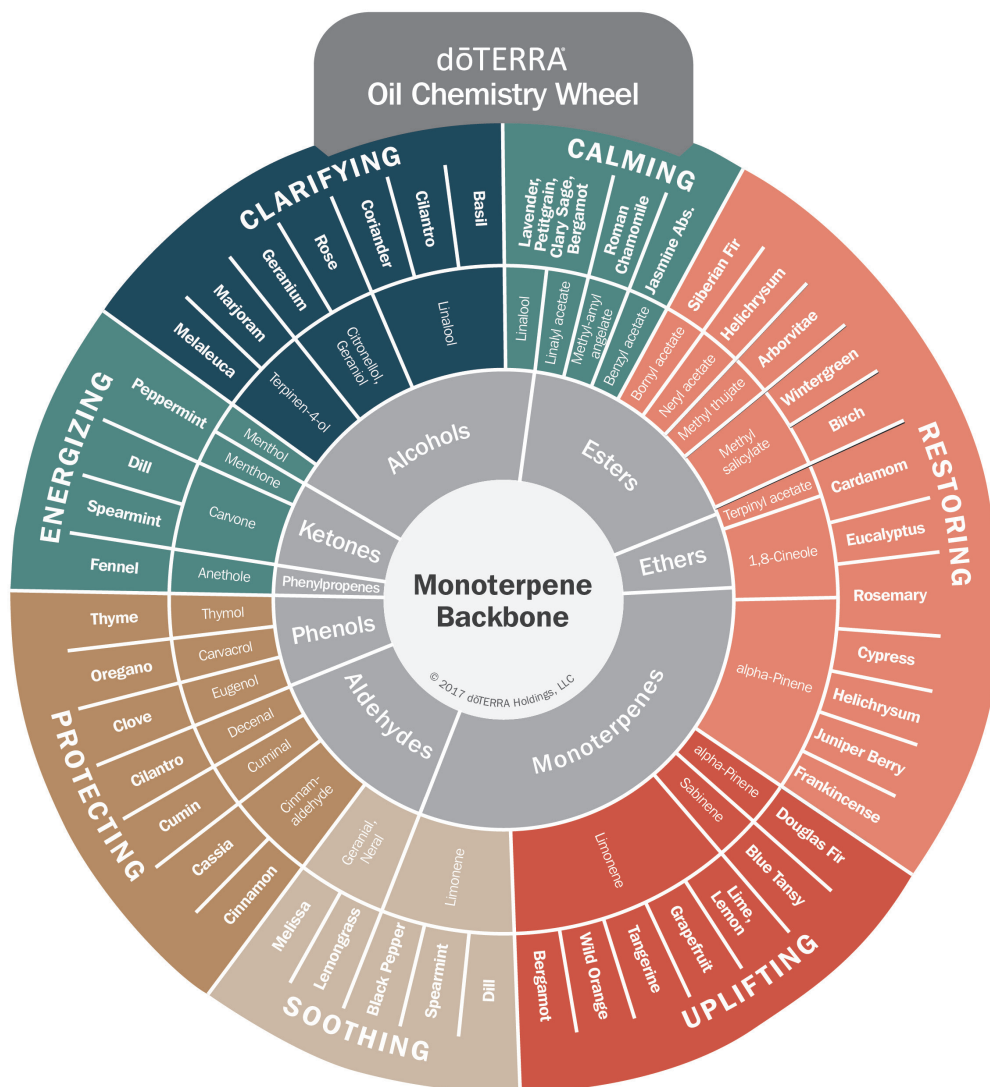 dōTERRA®
Oil Chemistry Wheel
CLARIFYING
Melaleuca
Marjoram
Geranium
Rose
Coriander
Cilantro
Basil
Terpinen-4-ol
Citronellol,
Geraniol
Linalool
Alcohols
CALMING
Lavender,
Petitgrain,
Clary Sage,
Bergamot
Roman
Chamomile
Jasmine Abs.
Linalool
Linalyl acetate
Methyl-amyl
angelate
Benzyl acetate
Esters
RESTORING
Siberian Fir
Helichrysum
Arborvitae
Wintergreen
Birch
Cardamom
Eucalyptus
Rosemary
Cypress
Helichrysum
Juniper Berry
Frankincense
Bornyl acetate
Neryl acetate
Methyl thujate
Methyl
salicylate
Terpinyl acetate
1,8-Cineole
alpha-Pinene
Ethers
Monoterpenes
UPLIFTING
Douglas Fir
Blue Tansy
Lime,
Lemon
Grapefruit
Tangerine
Wild Orange
Bergamot
alpha-Pinene
Sabinene
Limonene
SOOTHING
Dill
Spearmint
Black Pepper
Lemongrass
Melissa
Limonene
Geranial,
Neral
Aldehydes
PROTECTING
Cinnamon
Cassia
Cumin
Cilantro
Clove
Oregano
Thyme
Cinnam-
aldehyde
Cuminal
Decenal
Eugenol
Carvacrol
Thymol
Phenols
ENERGIZING
Fennel
Spearmint
Dill
Peppermint
Anethole
Carvone
Menthone
Menthol
Phenylpropenes
Ketones
Monoterpene
Backbone
© 2017 dōTERRA Holdings, LLC